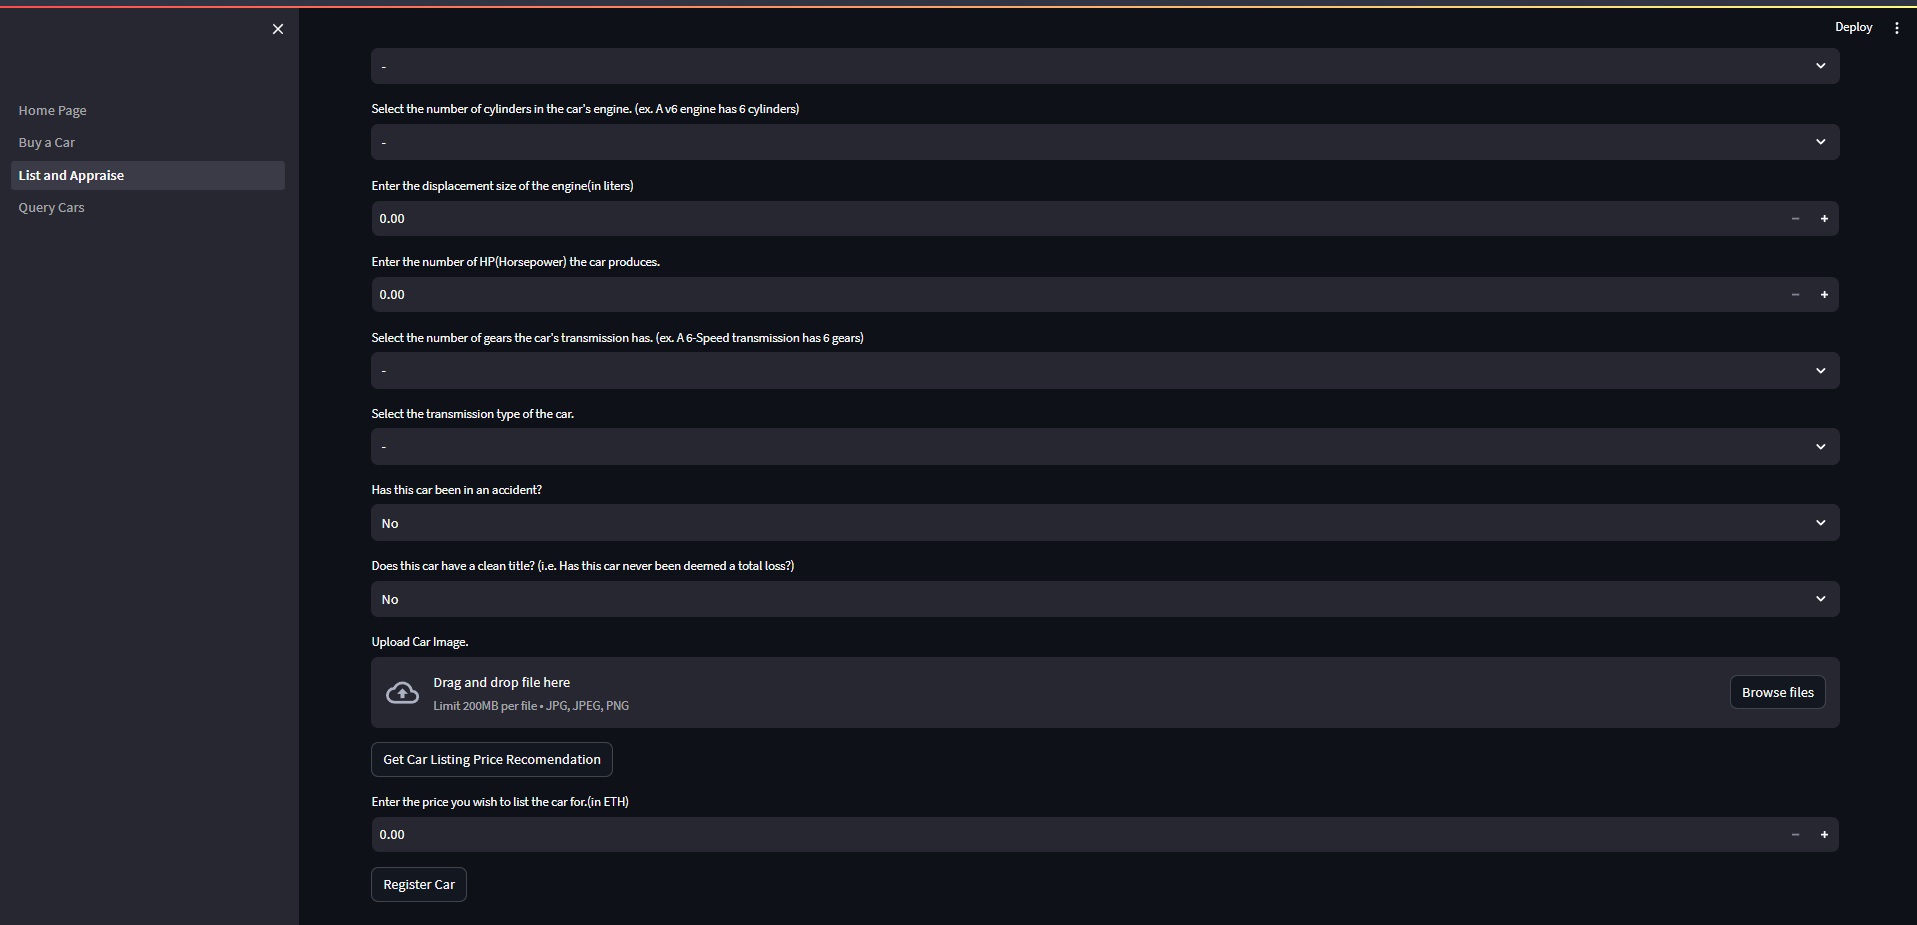 Deploy
Home Page
Buy a Car
List and Appraise
Query Cars
-
Select the number of cylinders in the car's engine. (ex. A v6 engine has 6 cylinders)
-
Enter the displacement size of the engine(in liters)
0.00
Enter the number of HP(Horsepower) the car produces.
0.00
Select the number of gears the car's transmission has. (ex. A 6-Speed transmission has 6 gears)
-
Select the transmission type of the car.
-
Has this car been in an accident?
No
Does this car have a clean title? (i.e. Has this car never been deemed a total loss?)
No
Upload Car Image.
Drag and drop file here
Limit 200MB per file • JPG, JPEG, PNG
Browse files
Get Car Listing Price Recomendation
Enter the price you wish to list the car for.(in ETH)
0.00
Register Car